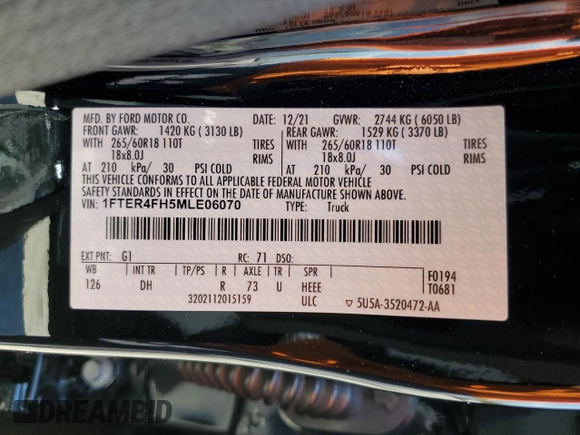 MFD. BY FORD MOTOR CO.
DATE: 12/21 GVWR: 2744 KG ( 6050 LB)
FRONT GAWR: 1420 KG ( 3130 LB) REAR GAWR: 1529 KG ( 3370 LB)
WITH 265/60R18 110T TIRES WITH 265/60R18 110T TIRES
18x8.0J RIMS 18x8.0J RIMS
AT 210 kPa/ 30 PSI COLD AT 210 kPa/ 30 PSI COLD
THIS VEHICLE CONFORMS TO ALL APPLICABLE FEDERAL MOTOR VEHICLE
SAFETY STANDARDS IN EFFECT ON THE DATE OF MANUFACTURE SHOWN ABOVE.
VIN: 1FTER4FH5MLE06070 TYPE: Truck
EXT PNT: G1 RC: 71 DSO:
WB INT TR TP/PS R AXLE TR SPR F0194
126 DH R 73 U HEEE T0681
3202112015159 ULC ▽ 5U5A-3520472-AA
DREAMBID